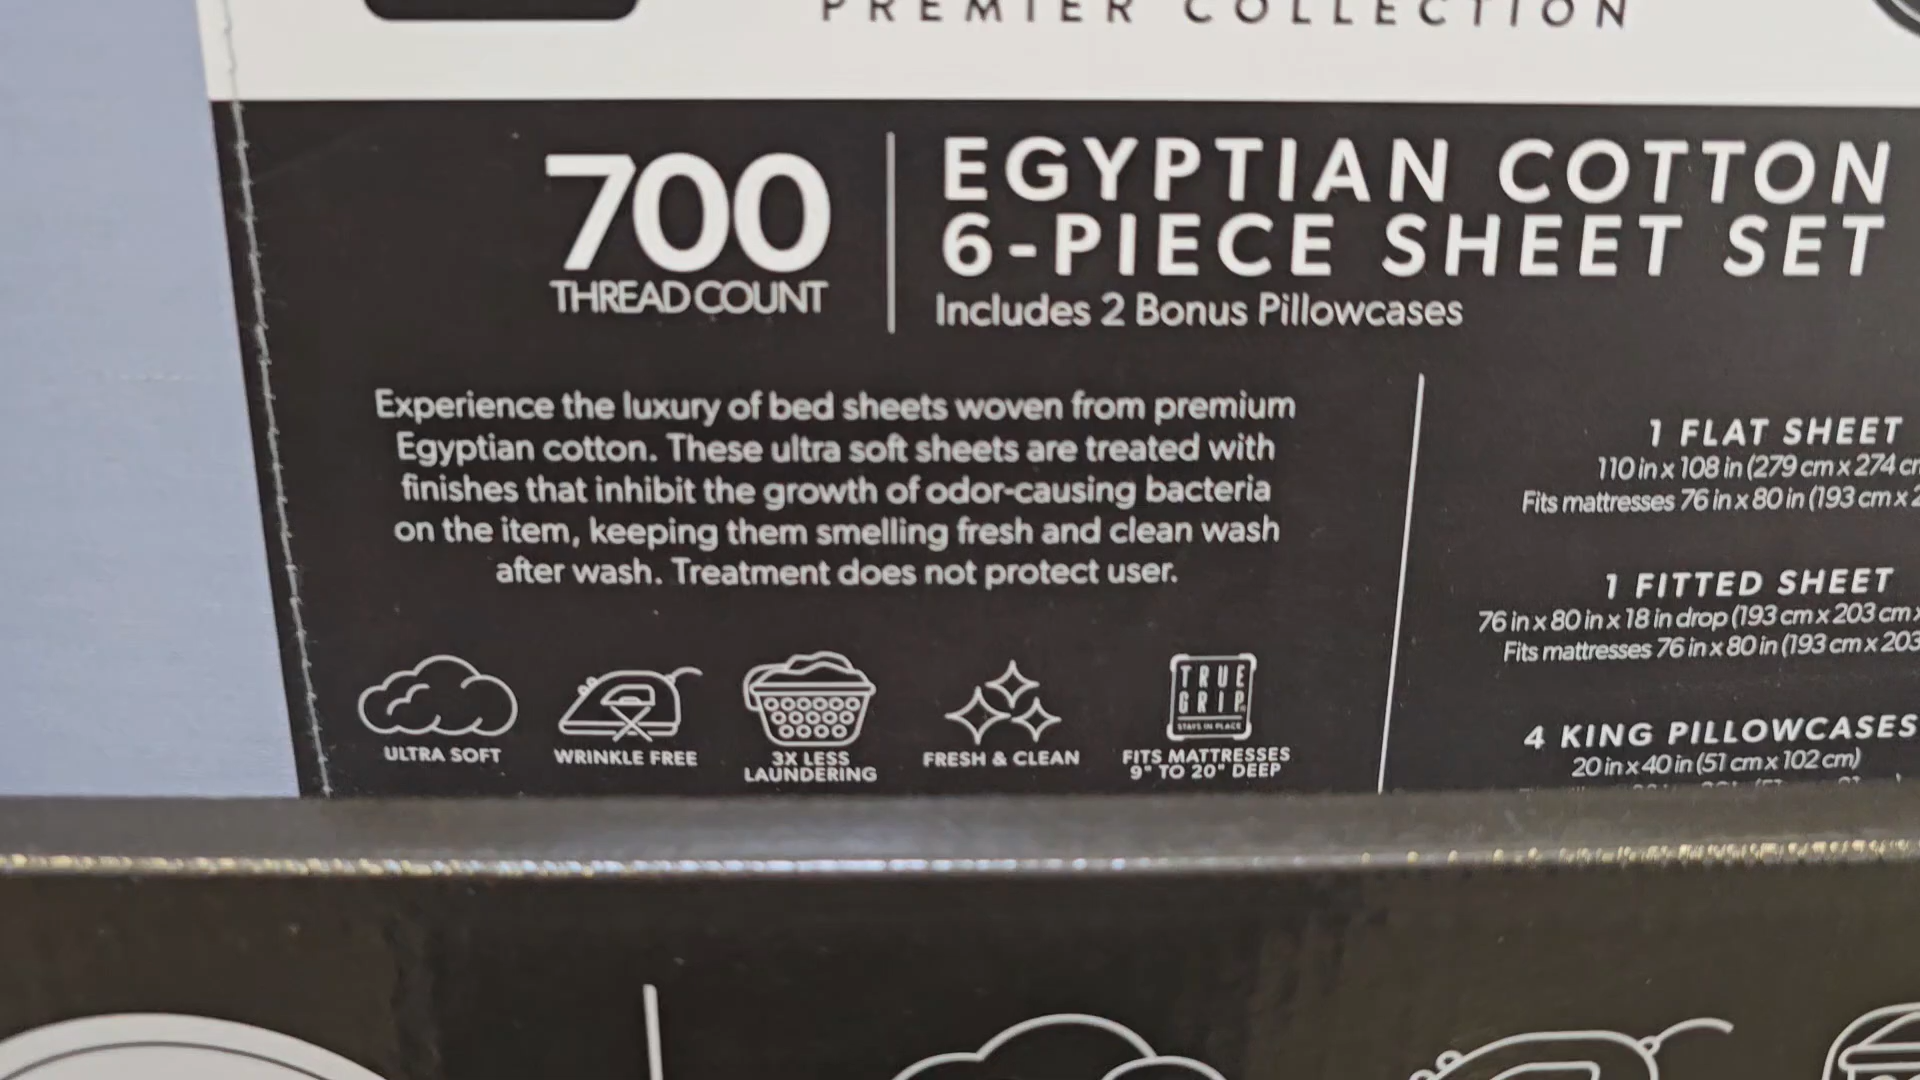 PREMIER COLLECTION
700
THREAD COUNT
EGYPTIAN COTTON
6-PIECE SHEET SET
Includes 2 Bonus Pillowcases
Experience the luxury of bed sheets woven from premium
Egyptian cotton. These ultra soft sheets are treated with
finishes that inhibit the growth of odor-causing bacteria
on the item, keeping them smelling fresh and clean wash
after wash. Treatment does not protect user.
ULTRA SOFT
WRINKLE FREE
3X LESS
LAUNDERING
FRESH & CLEAN
TRUE
GRIP
STAYS IN PLACE
FITS MATTRESSES
9" TO 20" DEEP
1 FLAT SHEET
110 in x 108 in (279 cm x 274 cm
Fits mattresses 76 in x 80 in (193 cm x
1 FITTED SHEET
76 in x 80 in x 18 in drop (193 cm x 203 cm x
Fits mattresses 76 in x 80 in (193 cm x 203
4 KING PILLOWCASES
20 in x 40 in (51 cm x 102 cm)